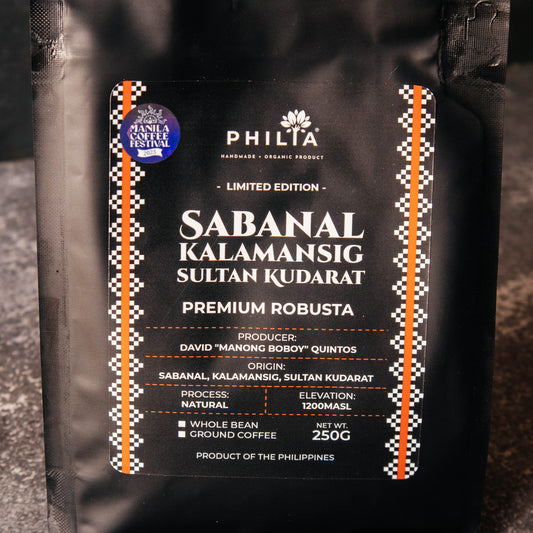 MANILA
COFFEE
FESTIVAL
PHILIA
HANDMADE • ORGANIC PRODUCT
- LIMITED EDITION -
SABANAL
KALAMANSIG
SULTAN KUDARAT
PREMIUM ROBUSTA
PRODUCER:
DAVID "MANONG BOBOY" QUINTOS
ORIGIN:
SABANAL, KALAMANSIG, SULTAN KUDARAT
PROCESS:
NATURAL
ELEVATION:
1200MASL
WHOLE BEAN
GROUND COFFEE
NET WT.
250G
PRODUCT OF THE PHILIPPINES